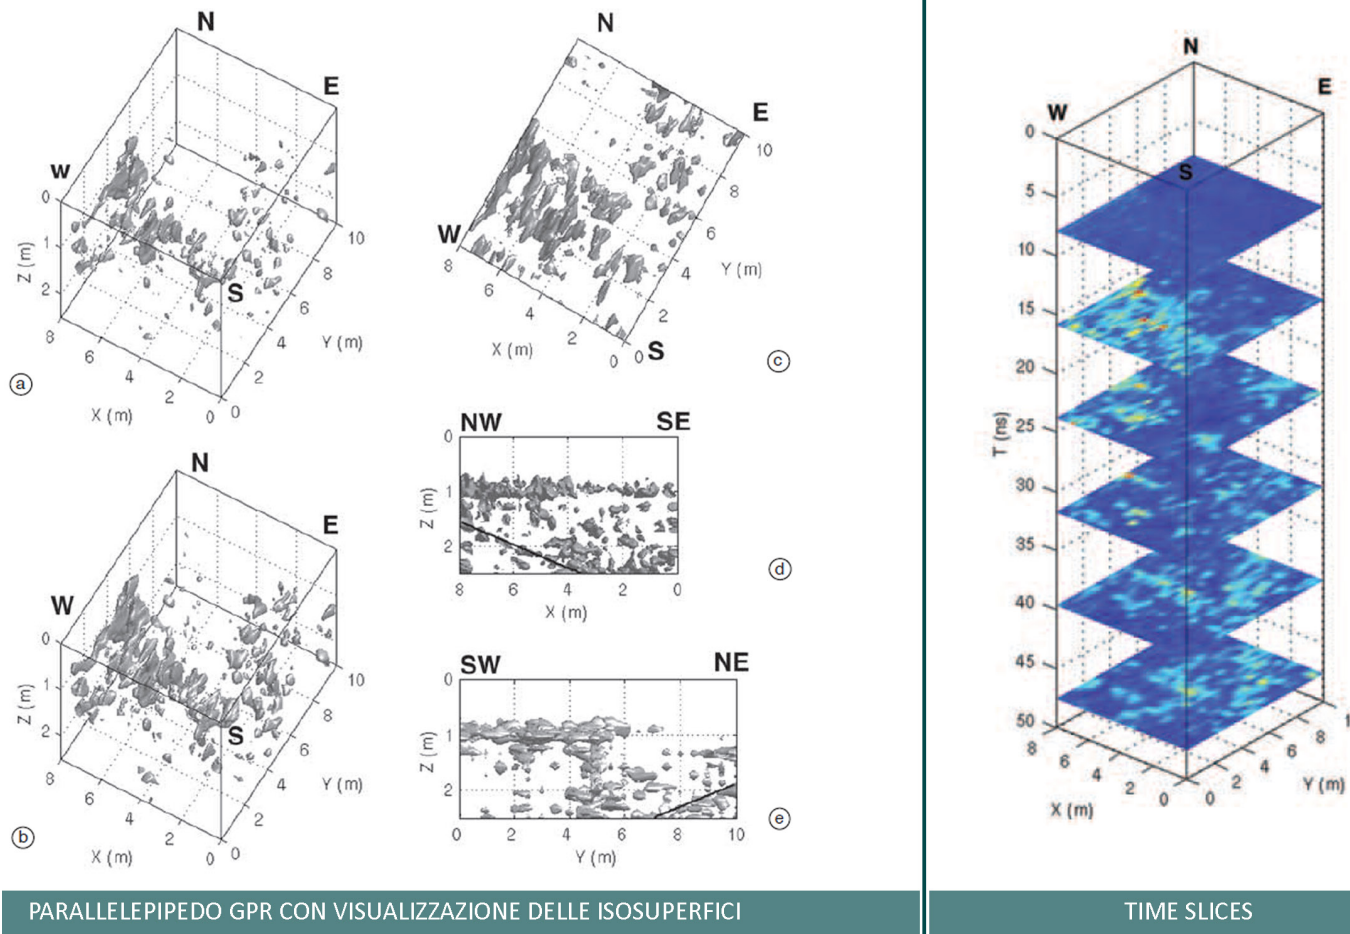 N
E
W
0
1
2
Z (m)
S
8
6
4
2
0
X (m)
0
2
4
6
8
10
Y (m)
a
N
E
W
0
1
2
Z (m)
S
8
6
4
2
0
X (m)
0
2
4
6
8
10
Y (m)
b
N
E
W
10
8
6
4
2
0
Y (m)
8
6
4
2
0
X (m)
S
c
NW SE
0
1
2
Z (m)
8 6 4 2 0
X (m)
d
SW NE
0
1
2
Z (m)
0 2 4 6 8 10
Y (m)
e
PARALLELEPIPEDO GPR CON VISUALIZZAZIONE DELLE ISOSUPERFICI
N
E
W
S
0
5
10
15
20
25
30
35
40
45
50
T (ns)
8
6
4
2
0
X (m)
0
2
4
6
8
1
Y (m)
TIME SLICES